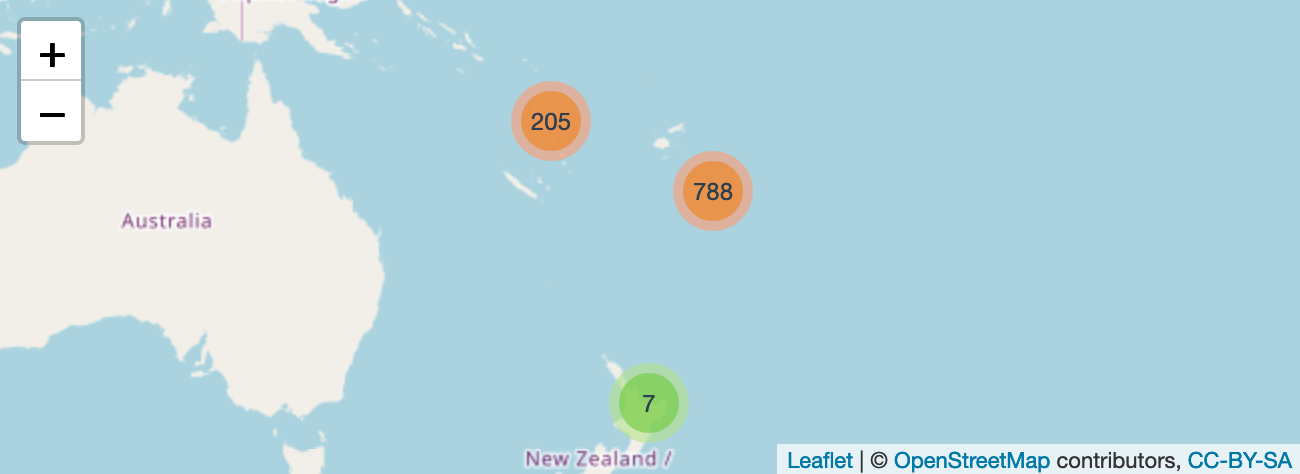 +
−
205
788
Australia
7
New Zealand /
Leaflet | © OpenStreetMap contributors, CC-BY-SA